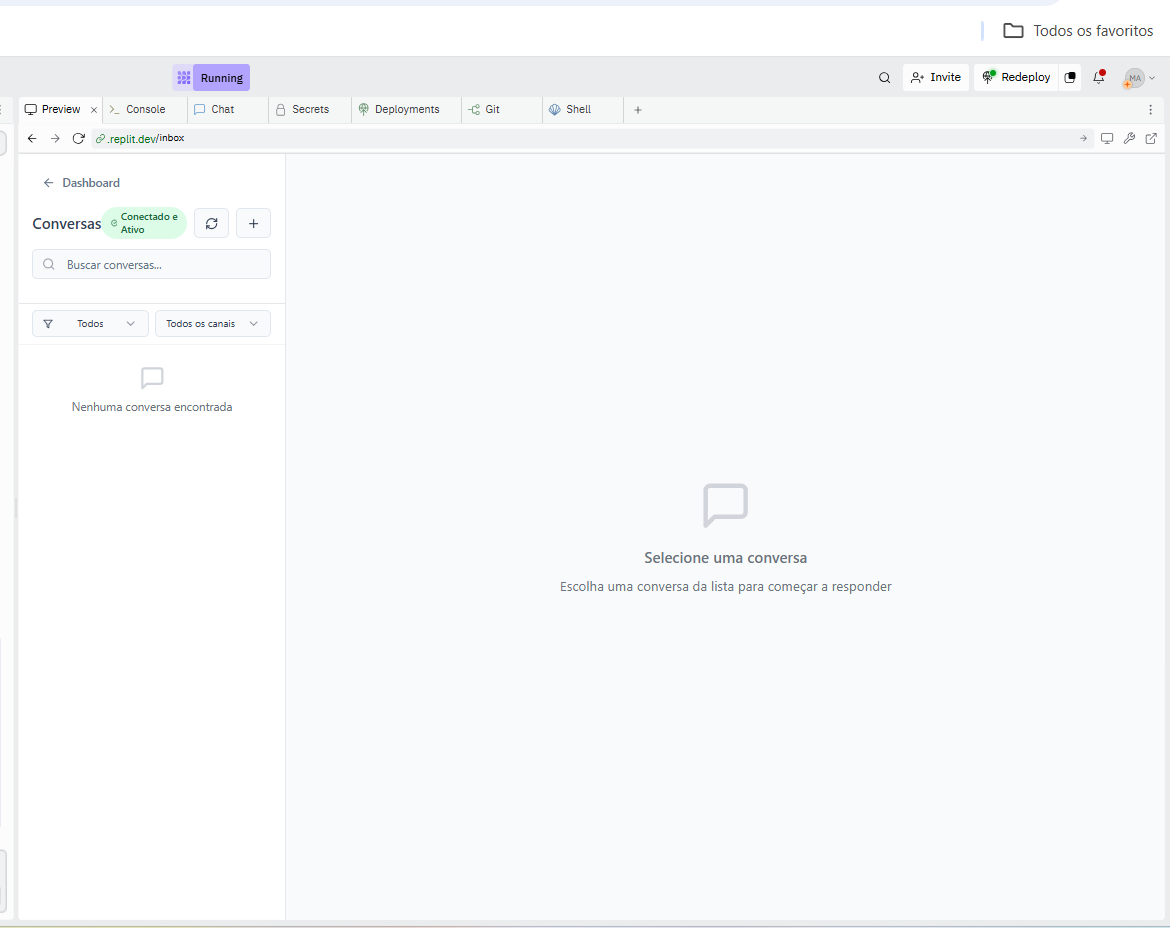 Todos os favoritos
Running
Invite
Redeploy
MA
Preview
Console
Chat
Secrets
Deployments
Git
Shell
.replit.dev/inbox
Dashboard
Conversas
Conectado e
Ativo
Buscar conversas...
Todos
Todos os canais
Nenhuma conversa encontrada
Selecione uma conversa
Escolha uma conversa da lista para começar a responder